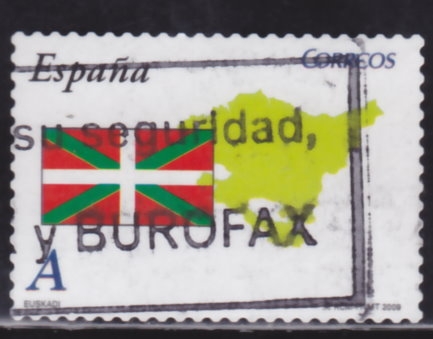 España
CORREOS
su seguridad,
y BUROFAX
A
EUSKADI
2009